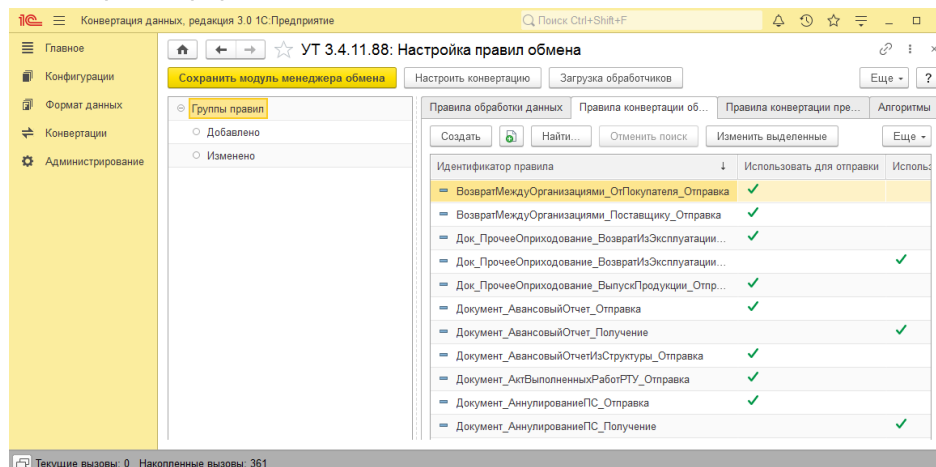 1С Конвертация данных, редакция 3.0 1С:Предприятие Поиск Ctrl+Shift+F
Главное
Конфигурации
Формат данных
Конвертации
Администрирование
УТ 3.4.11.88: Настройка правил обмена
Сохранить модуль менеджера обмена Настроить конвертацию Загрузка обработчиков Еще ?
Группы правил
Добавлено
Изменено
Правила обработки данных Правила конвертации об... Правила конвертации пре... Алгоритмы
Создать Найти... Отменить поиск Изменить выделенные Еще
Идентификатор правила ↓ Использовать для отправки Использ
ВозвратМеждуОрганизациями_ОтПокупателя_Отправка
ВозвратМеждуОрганизациями_Поставщику_Отправка
Док_ПрочееОприходование_ВозвратИзЭксплуатации...
Док_ПрочееОприходование_ВозвратИзЭксплуатации...
Док_ПрочееОприходование_ВыпускПродукции_Отпр...
Документ_АвансовыйОтчет_Отправка
Документ_АвансовыйОтчет_Получение
Документ_АвансовыйОтчетИзСтруктуры_Отправка
Документ_АктВыполненныхРаботРТУ_Отправка
Документ_АннулированиеПС_Отправка
Документ_АннулированиеПС_Получение
Текущие вызовы: 0 Накопленные вызовы: 361